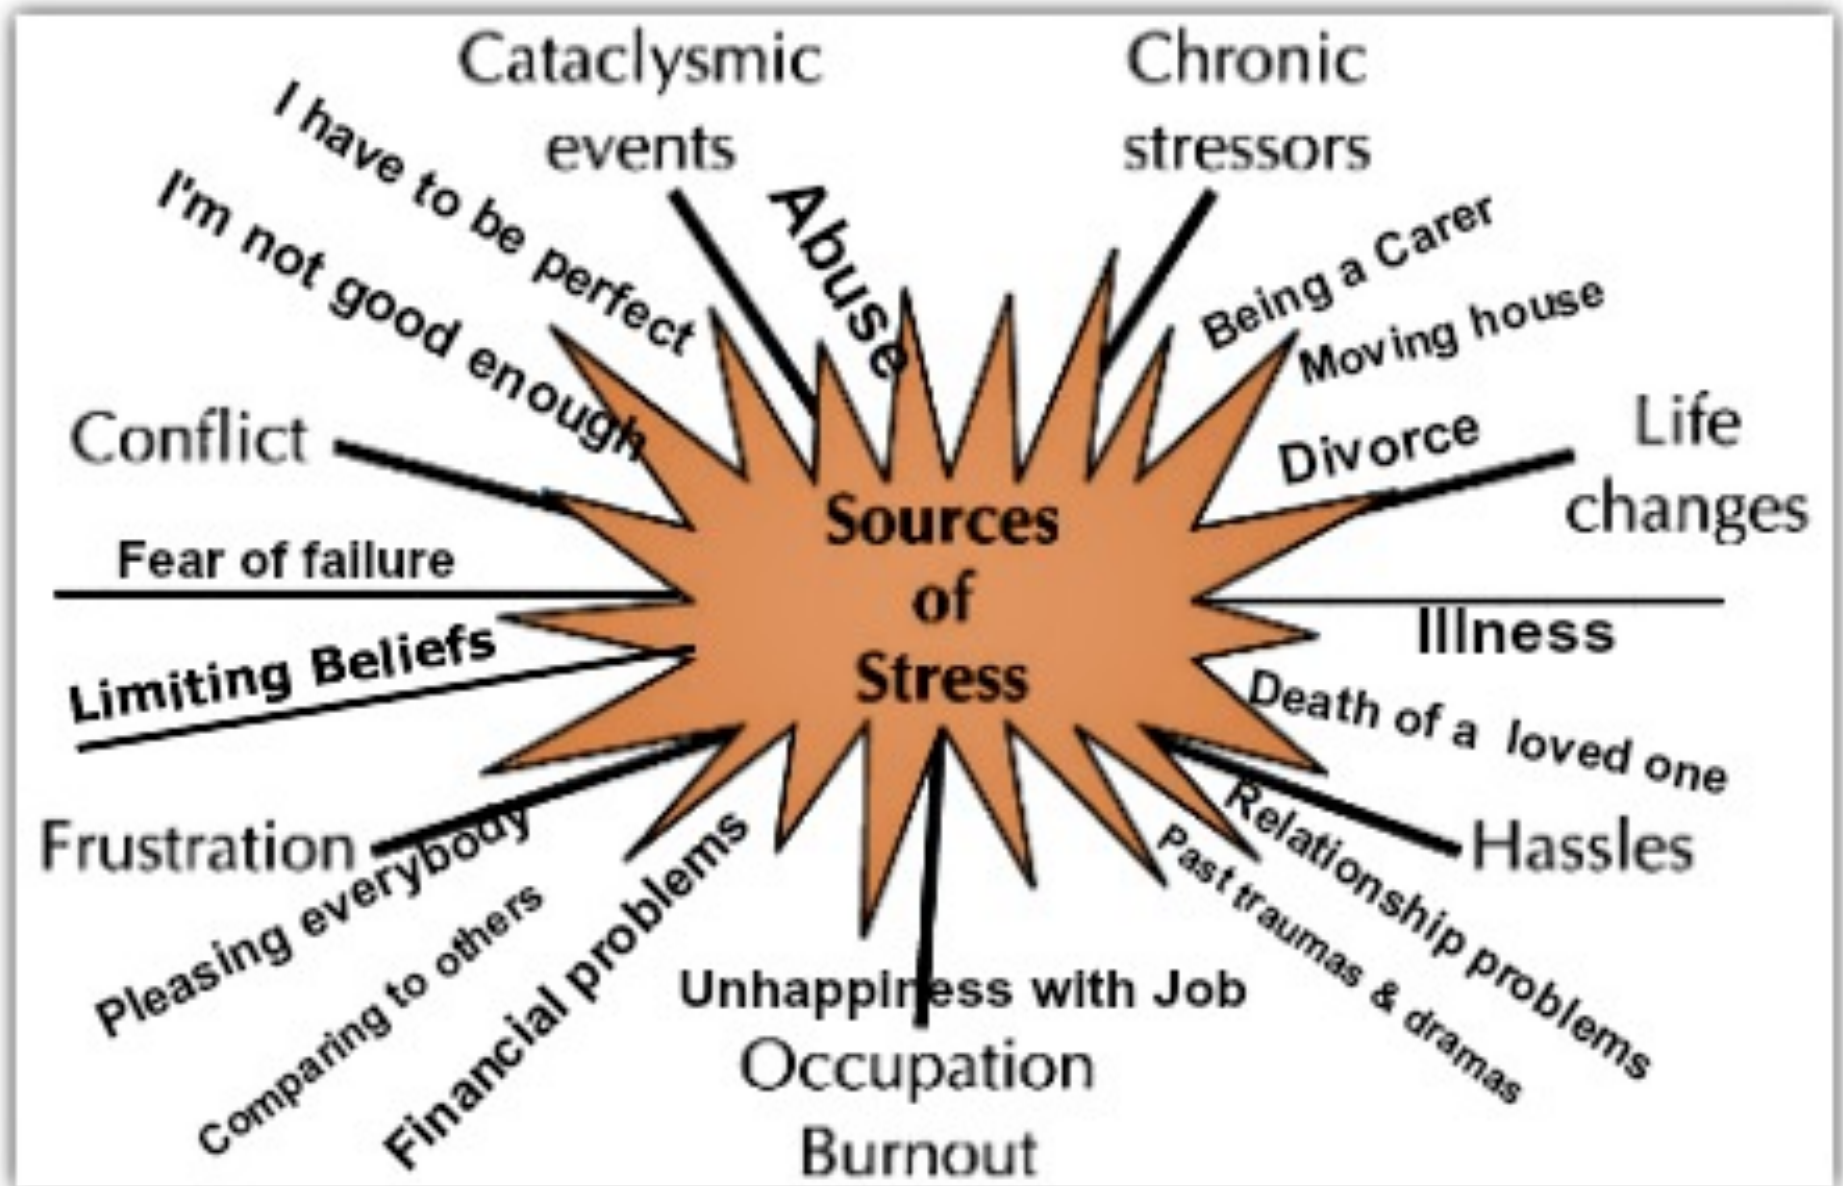 Cataclysmic
events
Chronic
stressors
I have to be perfect
I'm not good enough
Abuse
Being a Carer
Moving house
Divorce
Life
changes
Conflict
Fear of failure
Limiting Beliefs
Sources
of
Stress
Illness
Death of a loved one
Frustration
Hassles
Pleasing everybody
Comparing to others
Financial problems
Relationship problems
Past traumas & dramas
Unhappiness with Job
Occupation
Burnout